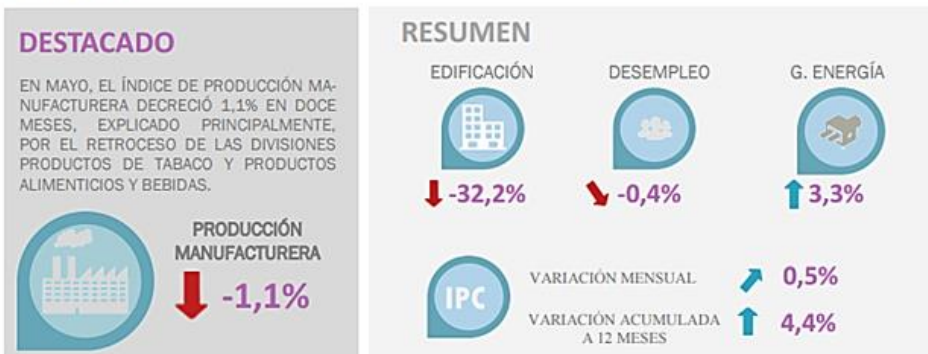 DESTACADO
EN MAYO, EL ÍNDICE DE PRODUCCIÓN MA-
NUFACTURERA DECRECIÓ 1,1% EN DOCE
MESES, EXPLICADO PRINCIPALMENTE,
POR EL RETROCESO DE LAS DIVISIONES
PRODUCTOS DE TABACO Y PRODUCTOS
ALIMENTICIOS Y BEBIDAS.
PRODUCCIÓN
MANUFACTURERA
-1,1%
RESUMEN
EDIFICACIÓN
DESEMPLEO
G. ENERGÍA
-32,2%
-0,4%
3,3%
IPC
VARIACIÓN MENSUAL
0,5%
VARIACIÓN ACUMULADA
A 12 MESES
4,4%